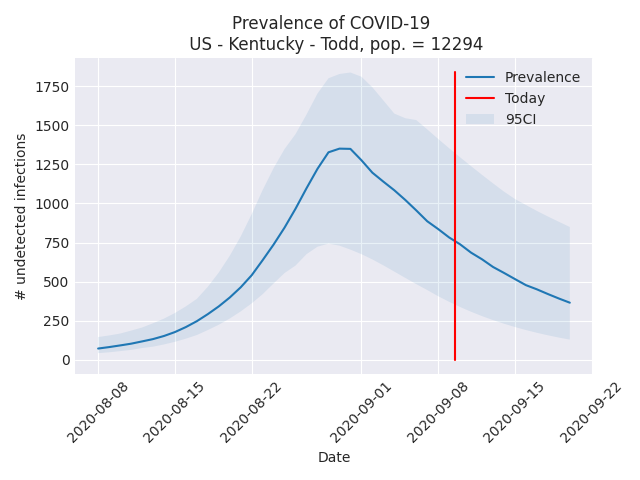 Prevalence of COVID-19
US - Kentucky - Todd, pop. = 12294
Prevalence
Today
95CI
1750
1500
1250
1000
750
500
250
0
# undetected infections
2020-08-08
2020-08-15
2020-08-22
2020-09-01
2020-09-08
2020-09-15
2020-09-22
Date